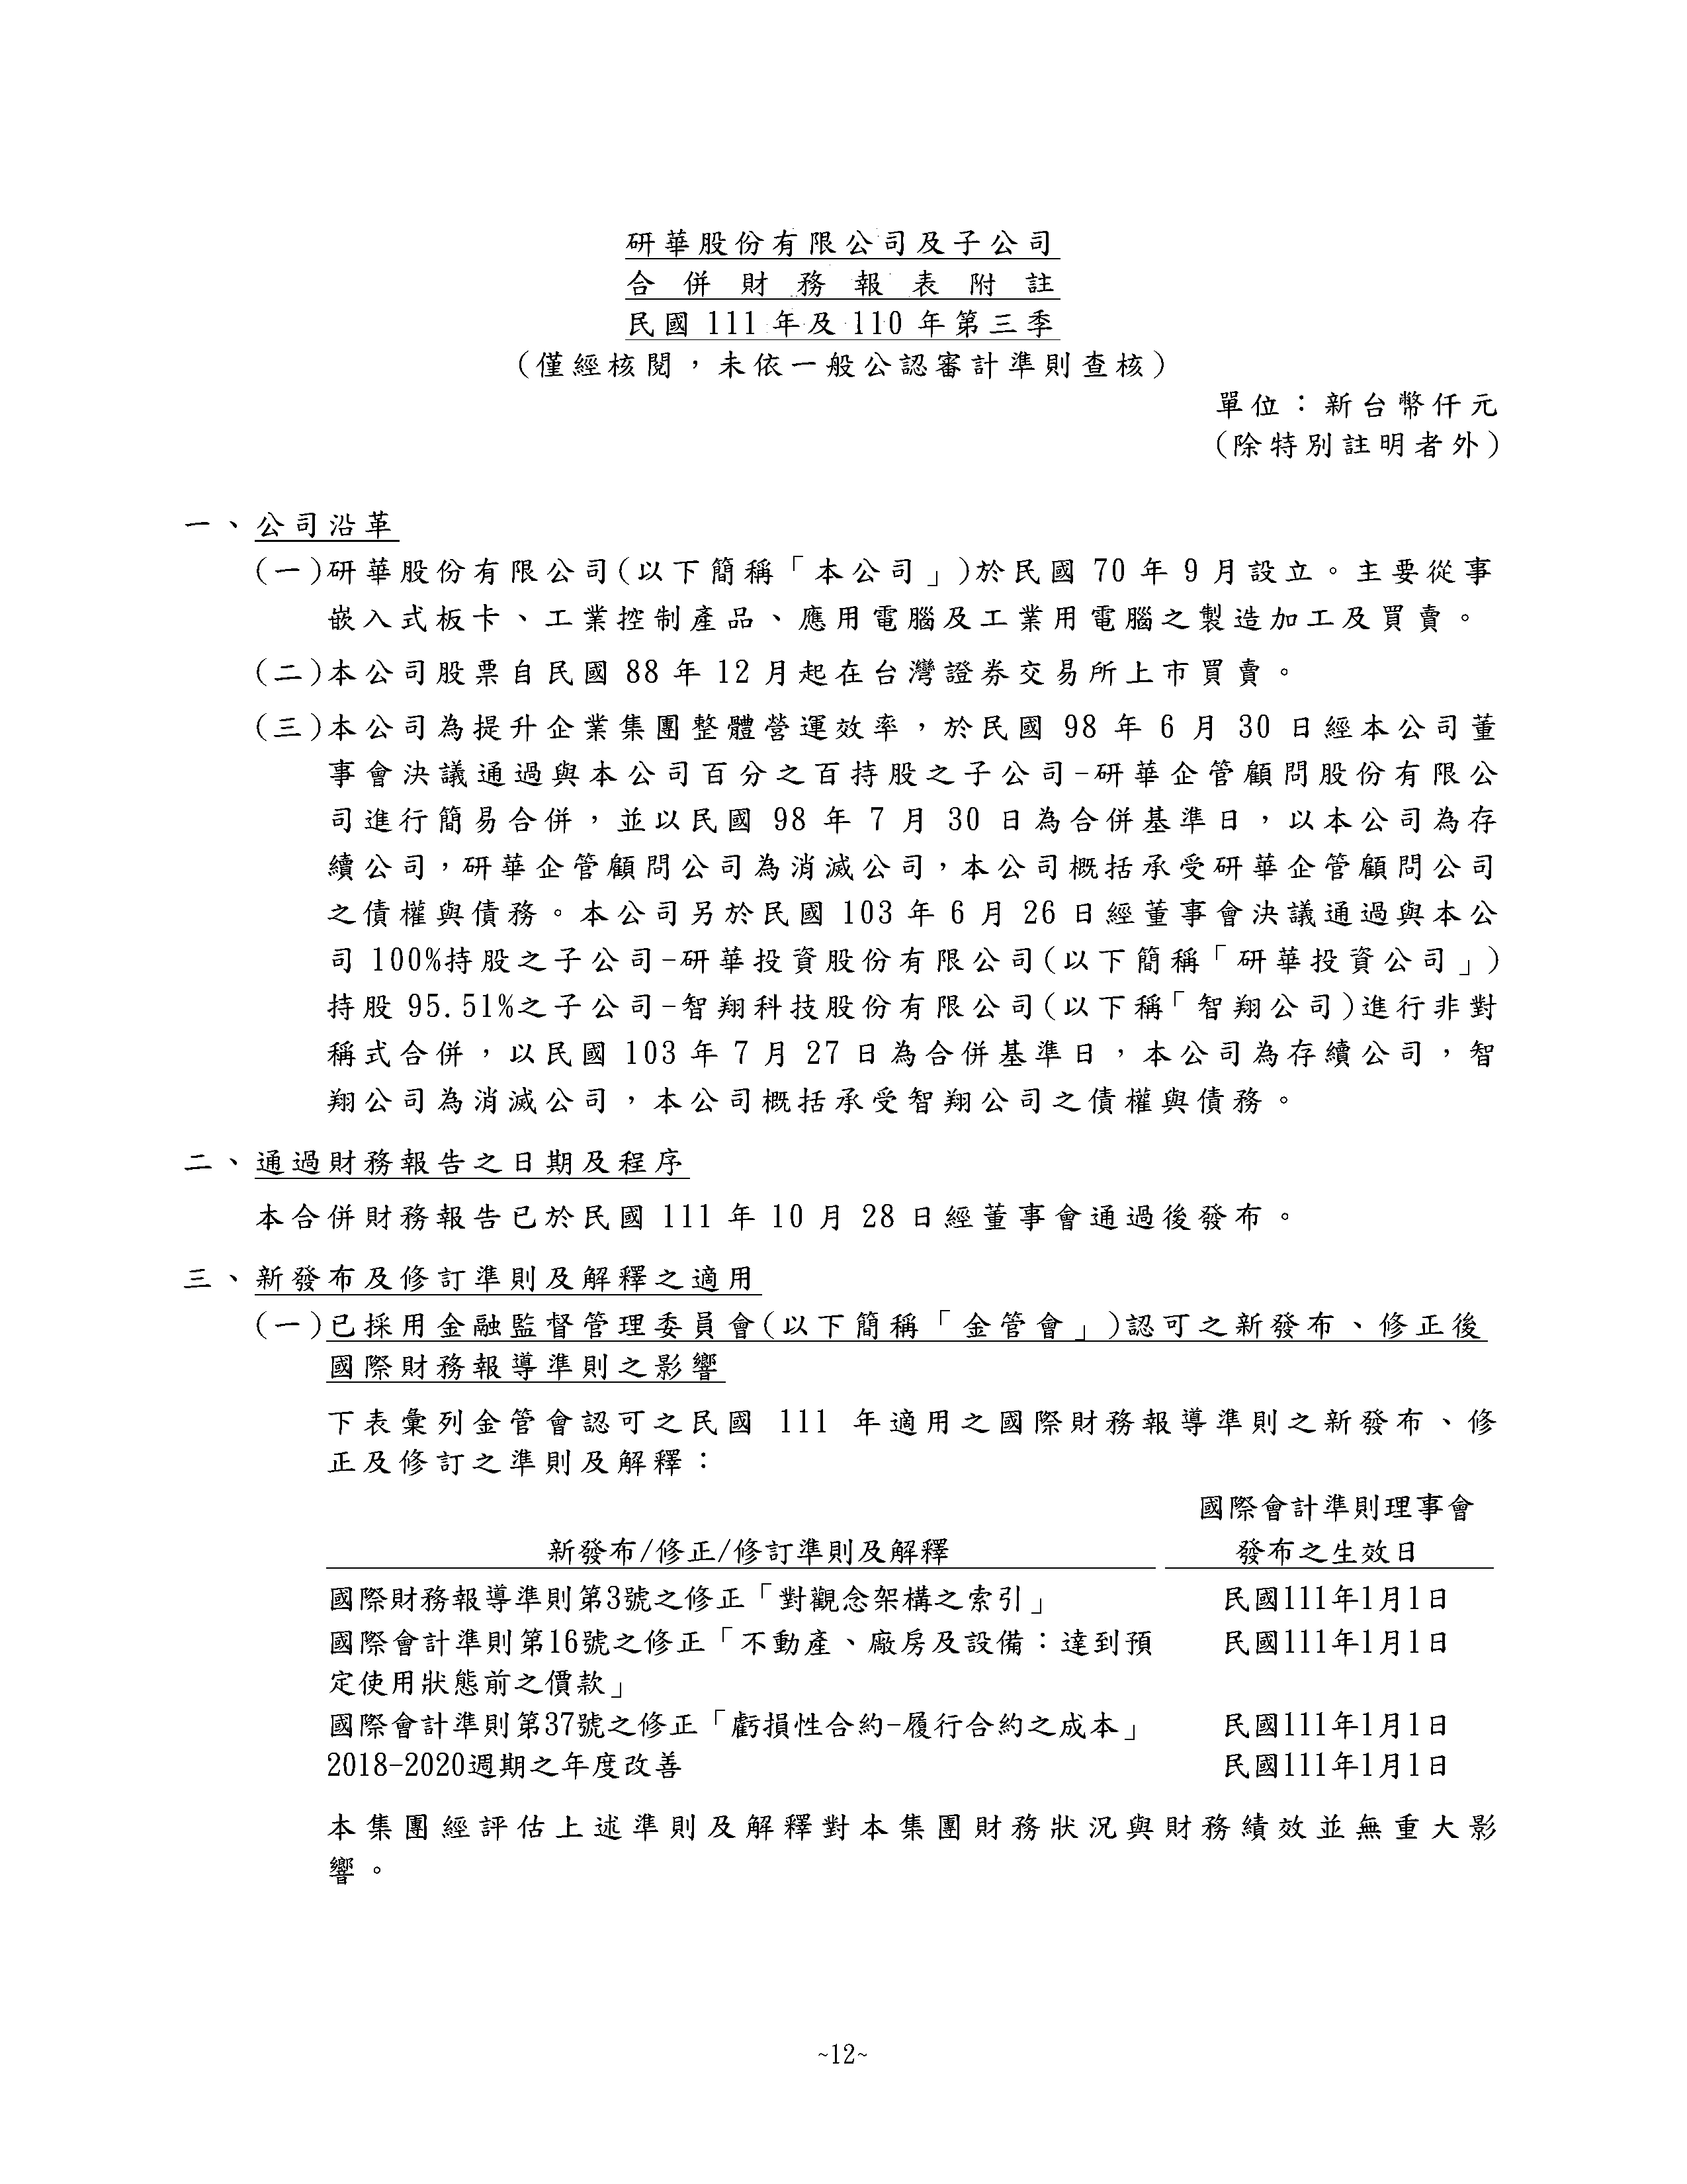 研華股份有限公司及子公司
合併財務報表附註
民國 111 年及 110 年第三季
(僅經核閱，未依一般公認審計準則查核)
單位：新台幣仟元
(除特別註明者外)
一、公司沿革
(一)研華股份有限公司(以下簡稱「本公司」)於民國 70 年 9 月設立。主要從事
嵌入式板卡、工業控制產品、應用電腦及工業用電腦之製造加工及買賣。
(二)本公司股票自民國 88 年 12 月起在台灣證券交易所上市買賣。
(三)本公司為提升企業集團整體營運效率，於民國 98 年 6 月 30 日經本公司董
事會決議通過與本公司百分之百持股之子公司-研華企管顧問股份有限公
司進行簡易合併，並以民國 98 年 7 月 30 日為合併基準日，以本公司為存
續公司，研華企管顧問公司為消滅公司，本公司概括承受研華企管顧問公司
之債權與債務。本公司另於民國 103 年 6 月 26 日經董事會決議通過與本公
司 100%持股之子公司-研華投資股份有限公司(以下簡稱「研華投資公司」)
持股 95.51%之子公司-智翔科技股份有限公司(以下稱「智翔公司)進行非對
稱式合併，以民國 103 年 7 月 27 日為合併基準日，本公司為存續公司，智
翔公司為消滅公司，本公司概括承受智翔公司之債權與債務。
二、通過財務報告之日期及程序
本合併財務報告已於民國 111 年 10 月 28 日經董事會通過後發布。
三、新發布及修訂準則及解釋之適用
(一)已採用金融監督管理委員會(以下簡稱「金管會」)認可之新發布、修正後
國際財務報導準則之影響
下表彙列金管會認可之民國 111 年適用之國際財務報導準則之新發布、修
正及修訂之準則及解釋：
國際會計準則理事會
新發布/修正/修訂準則及解釋 發布之生效日
國際財務報導準則第3號之修正「對觀念架構之索引」 民國111年1月1日
國際會計準則第16號之修正「不動產、廠房及設備：達到預 民國111年1月1日
定使用狀態前之價款」
國際會計準則第37號之修正「虧損性合約-履行合約之成本」 民國111年1月1日
2018-2020週期之年度改善 民國111年1月1日
本集團經評估上述準則及解釋對本集團財務狀況與財務績效並無重大影
響。
~12~